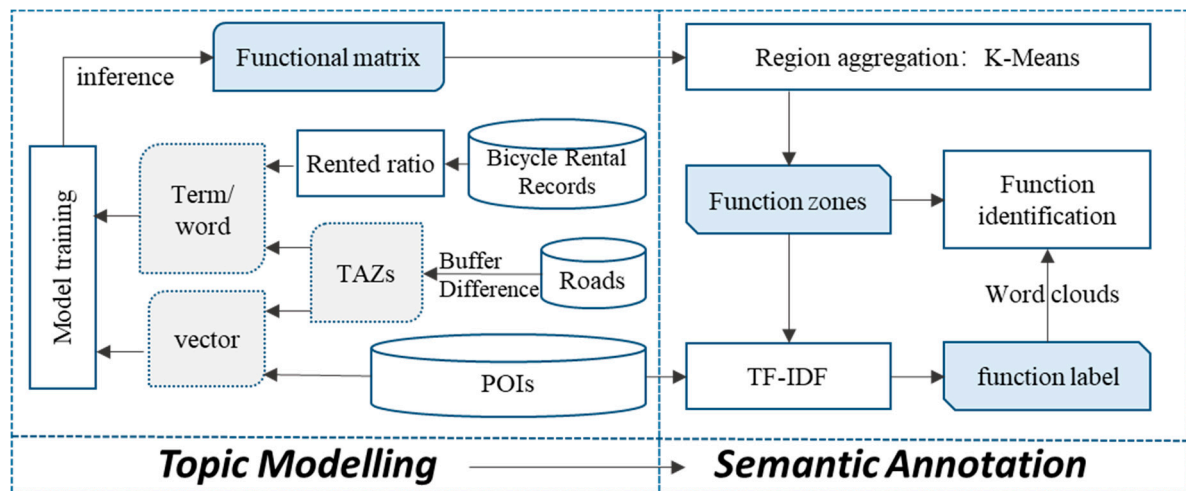 Functional matrix
inference
Region aggregation: K-Means
Rented ratio
Bicycle Rental
Records
Term/
word
Model training
TAZs
Buffer
Difference
Roads
vector
POIs
Function zones
Function
identification
Word clouds
TF-IDF
function label
Topic Modelling
Semantic Annotation